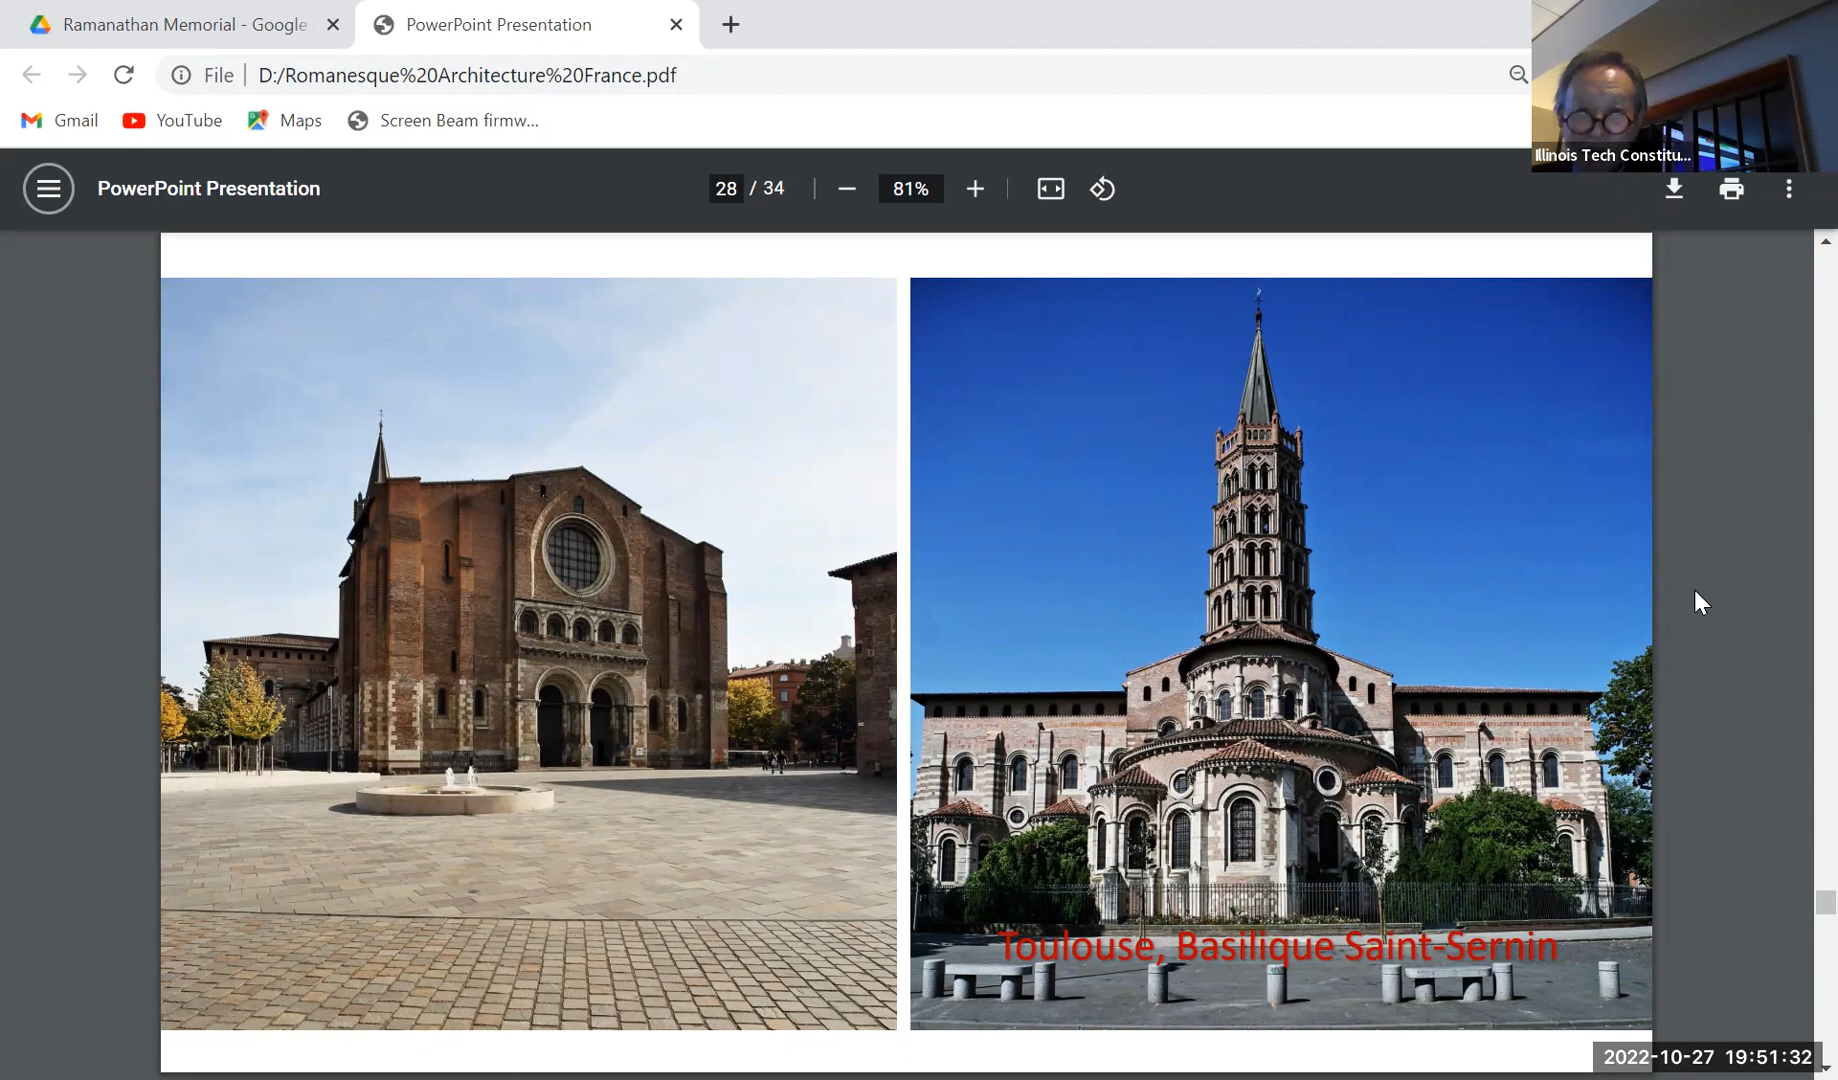 Ramanathan Memorial - Google
PowerPoint Presentation
File
D:/Romanesque%20Architecture%20France.pdf
Gmail
YouTube
Maps
Screen Beam firmw...
Illinois Tech Constitu...
PowerPoint Presentation
28 / 34
81%
Toulouse, Basilique Saint-Sernin
2022-10-27 19:51:32